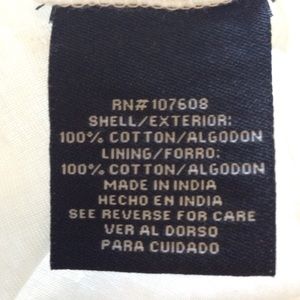 RN# 107608
SHELL/EXTERIOR:
100% COTTON/ALGODON
LINING/FORRO:
100% COTTON/ALGODON
MADE IN INDIA
HECHO EN INDIA
SEE REVERSE FOR CARE
VER AL DORSO
PARA CUIDADO